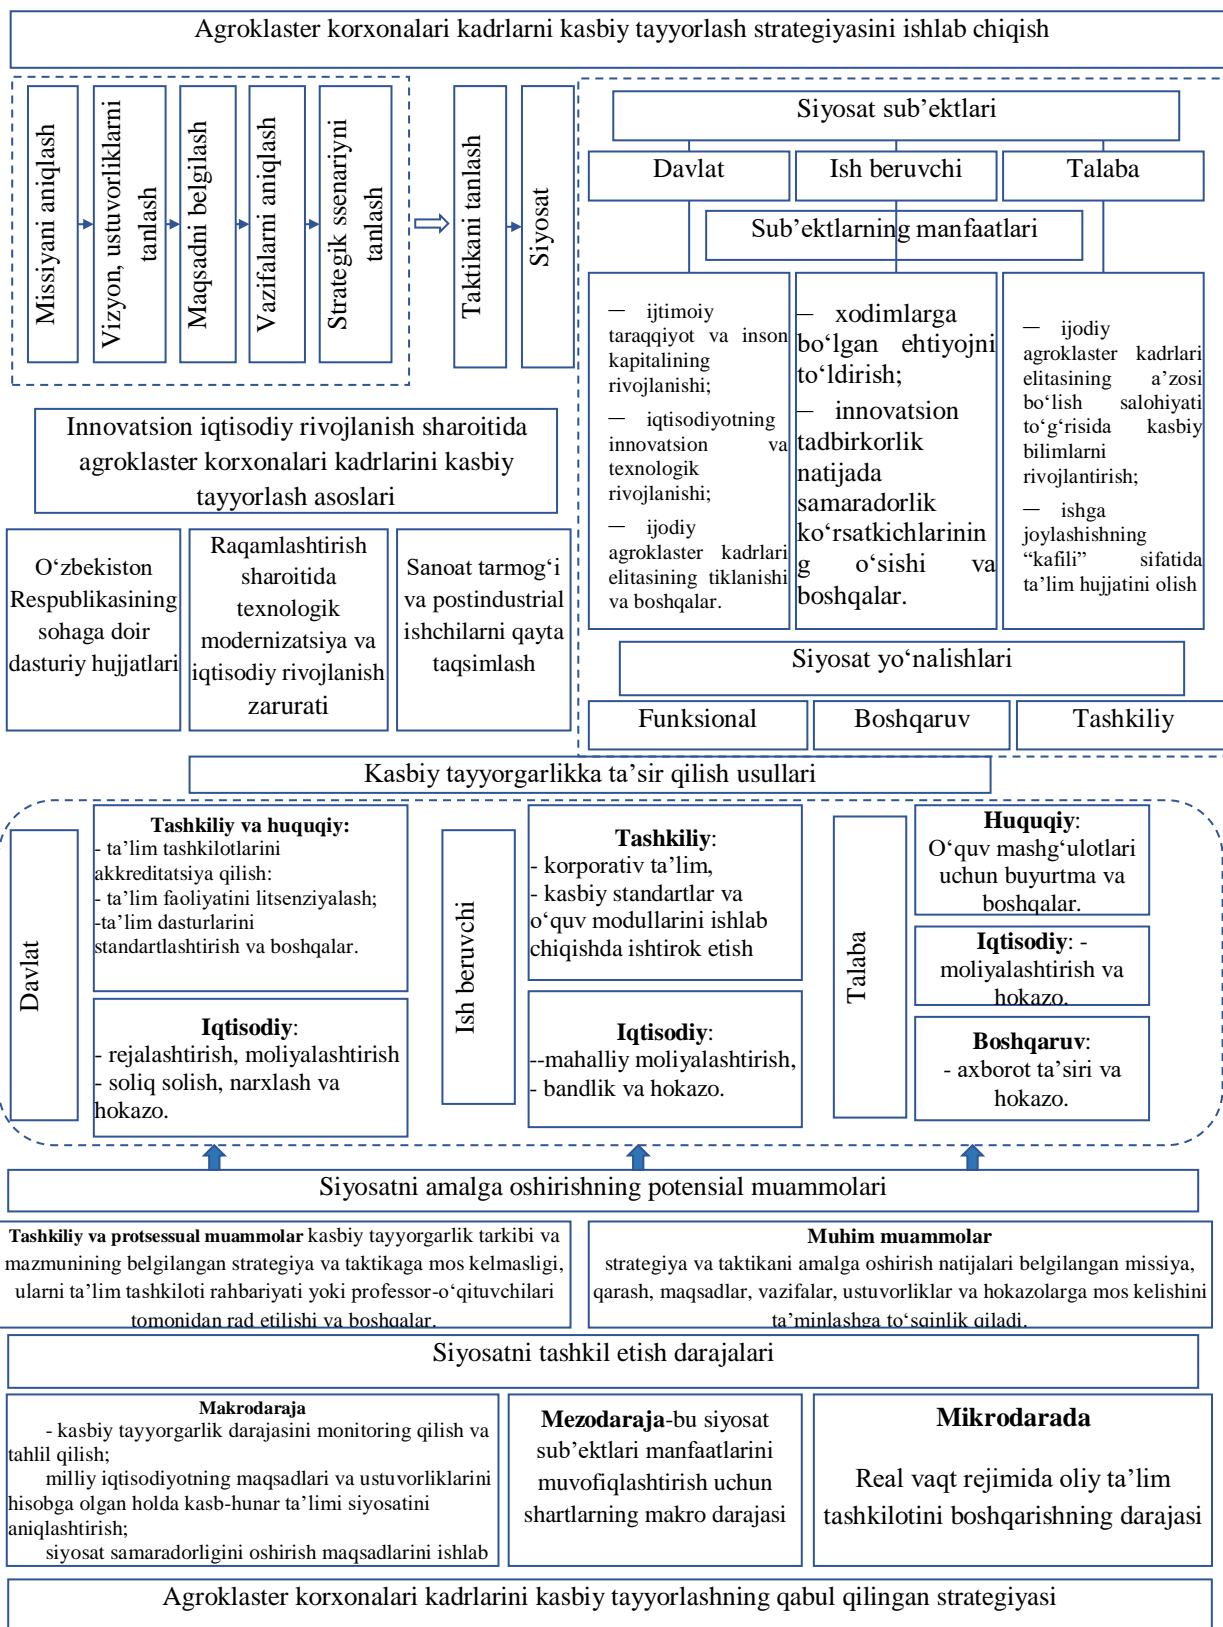 Agroklaster korxonalari kadrlarni kasbiy tayyorlash strategiyasini ishlab chiqish
Missiyani aniqlash
Vizyon, ustuvorliklarni
tanlash
Maqsadni belgilash
Vazifalarni aniqlash
Strategik ssenariyni
tanlash
Taktikani tanlash
Siyosat
Siyosat sub’ektlari
Davlat
Ish beruvchi
Talaba
Sub’ektlarning manfaatlari
— ijtimoiy
taraqqiyot va inson
kapitalining
rivojlanishi;
— iqtisodiyotning
innovatsion va
texnologik
rivojlanishi;
— ijodiy
agroklaster kadrlari
elitasining tiklanishi
va boshqalar.
— xodimlarga
bo‘lgan ehtiyojni
to‘ldirish;
— innovatsion
tadbirkorlik
natijada
samaradorlik
ko‘rsatkichlarinin
g o‘sishi va
boshqalar.
— ijodiy
agroklaster kadrlari
elitasining a’zosi
bo‘lish salohiyati
to‘g‘risida kasbiy
bilimlarni
rivojlantirish;
— ishga
joylashishning
“kafili” sifatida
ta’lim hujjatini olish
Innovatsion iqtisodiy rivojlanish sharoitida
agroklaster korxonalari kadrlarini kasbiy
tayyorlash asoslari
O‘zbekiston
Respublikasining
sohaga doir
dasturiy hujjatlari
Raqamlashtirish
sharoitida
texnologik
modernizatsiya va
iqtisodiy rivojlanish
zarurati
Sanoat tarmog‘i
va postindustrial
ishchilarni qayta
taqsimlash
Siyosat yo‘nalishlari
Funksional
Boshqaruv
Tashkiliy
Kasbiy tayyorgarlikka ta’sir qilish usullari
Davlat
Tashkiliy va huquqiy:
- ta’lim tashkilotlarini
akkreditatsiya qilish:
- ta’lim faoliyatini litsenziyalash;
-ta’lim dasturlarini
standartlashtirish va boshqalar.
Iqtisodiy:
- rejalashtirish, moliyalashtirish
- soliq solish, narxlash va
hokazo.
Ish beruvchi
Tashkiliy:
- korporativ ta’lim,
- kasbiy standartlar va
o‘quv modullarini ishlab
chiqishda ishtirok etish
Iqtisodiy:
--mahalliy moliyalashtirish,
- bandlik va hokazo.
Talaba
Huquqiy:
O‘quv mashg‘ulotlari
uchun buyurtma va
boshqalar.
Iqtisodiy: -
moliyalashtirish va
hokazo.
Boshqaruv:
- axborot ta’siri va
hokazo.
Siyosatni amalga oshirishning potensial muammolari
Tashkiliy va protsessual muammolar kasbiy tayyorgarlik tarkibi va
mazmunining belgilangan strategiya va taktikaga mos kelmasligi,
ularni ta’lim tashkiloti rahbariyati yoki professor-o‘qituvchilari
tomonidan rad etilishi va boshqalar.
Muhim muammolar
strategiya va taktikani amalga oshirish natijalari belgilangan missiya,
qarash, maqsadlar, vazifalar, ustuvorliklar va hokazolarga mos kelishini
ta’minlashga to‘sqinlik qiladi.
Siyosatni tashkil etish darajalari
Makrodaraja
- kasbiy tayyorgarlik darajasini monitoring qilish va
tahlil qilish;
milliy iqtisodiyotning maqsadlari va ustuvorliklarini
hisobga olgan holda kasb-hunar ta’limi siyosatini
aniqlashtirish;
siyosat samaradorligini oshirish maqsadlarini ishlab
Mezodaraja-bu siyosat
sub’ektlari manfaatlarini
muvofiqlashtirish uchun
shartlarning makro darajasi
Mikrodarada
Real vaqt rejimida oliy ta’lim
tashkilotini boshqarishning darajasi
Agroklaster korxonalari kadrlarini kasbiy tayyorlashning qabul qilingan strategiyasi